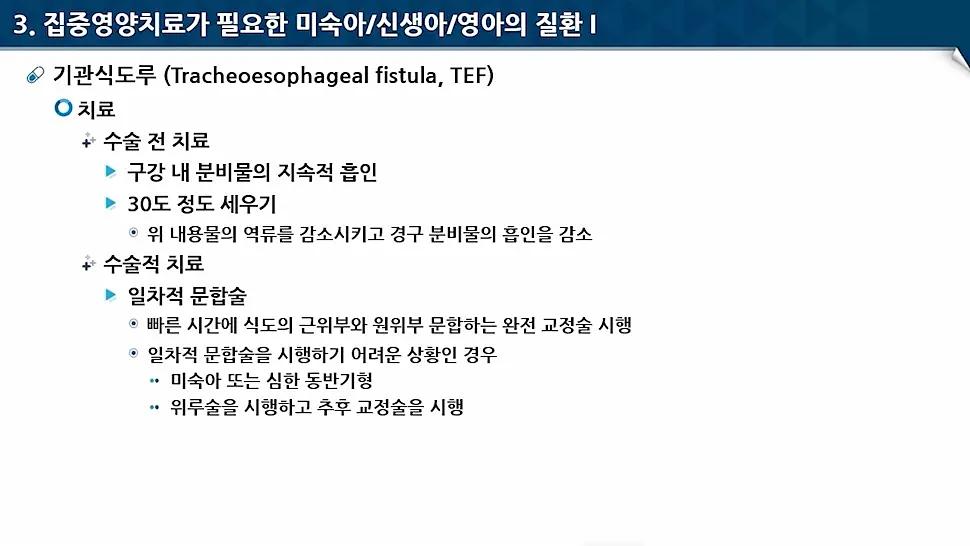 3. 집중영양치료가 필요한 미숙아/신생아/영아의 질환 I
기관식도루 (Tracheoesophageal fistula, TEF)
치료
수술 전 치료
구강 내 분비물의 지속적 흡인
30도 정도 세우기
위 내용물의 역류를 감소시키고 경구 분비물의 흡인을 감소
수술적 치료
일차적 문합술
빠른 시간에 식도의 근위부와 원위부 문합하는 완전 교정술 시행
일차적 문합술을 시행하기 어려운 상황인 경우
미숙아 또는 심한 동반기형
위루술을 시행하고 추후 교정술을 시행